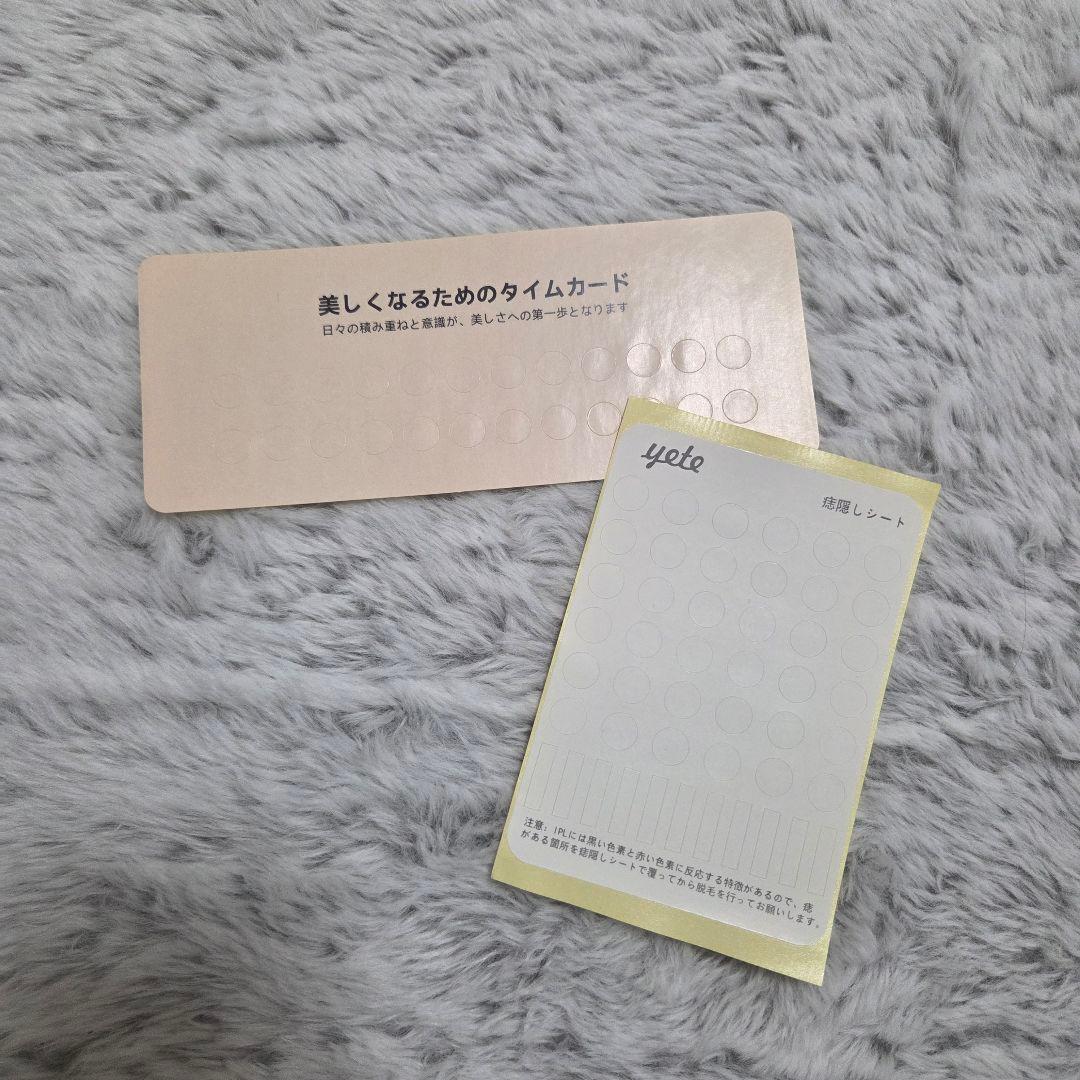 美しくなるためのタイムカード
日々の積み重ねと意識が、美しさへの第一歩となります
yete
痣隠しシート
注意：IPLには黒い色素と赤い色素に反応する特徴があるので、痣
がある箇所を痣隠しシートで覆ってから脱毛を行ってお願いします。